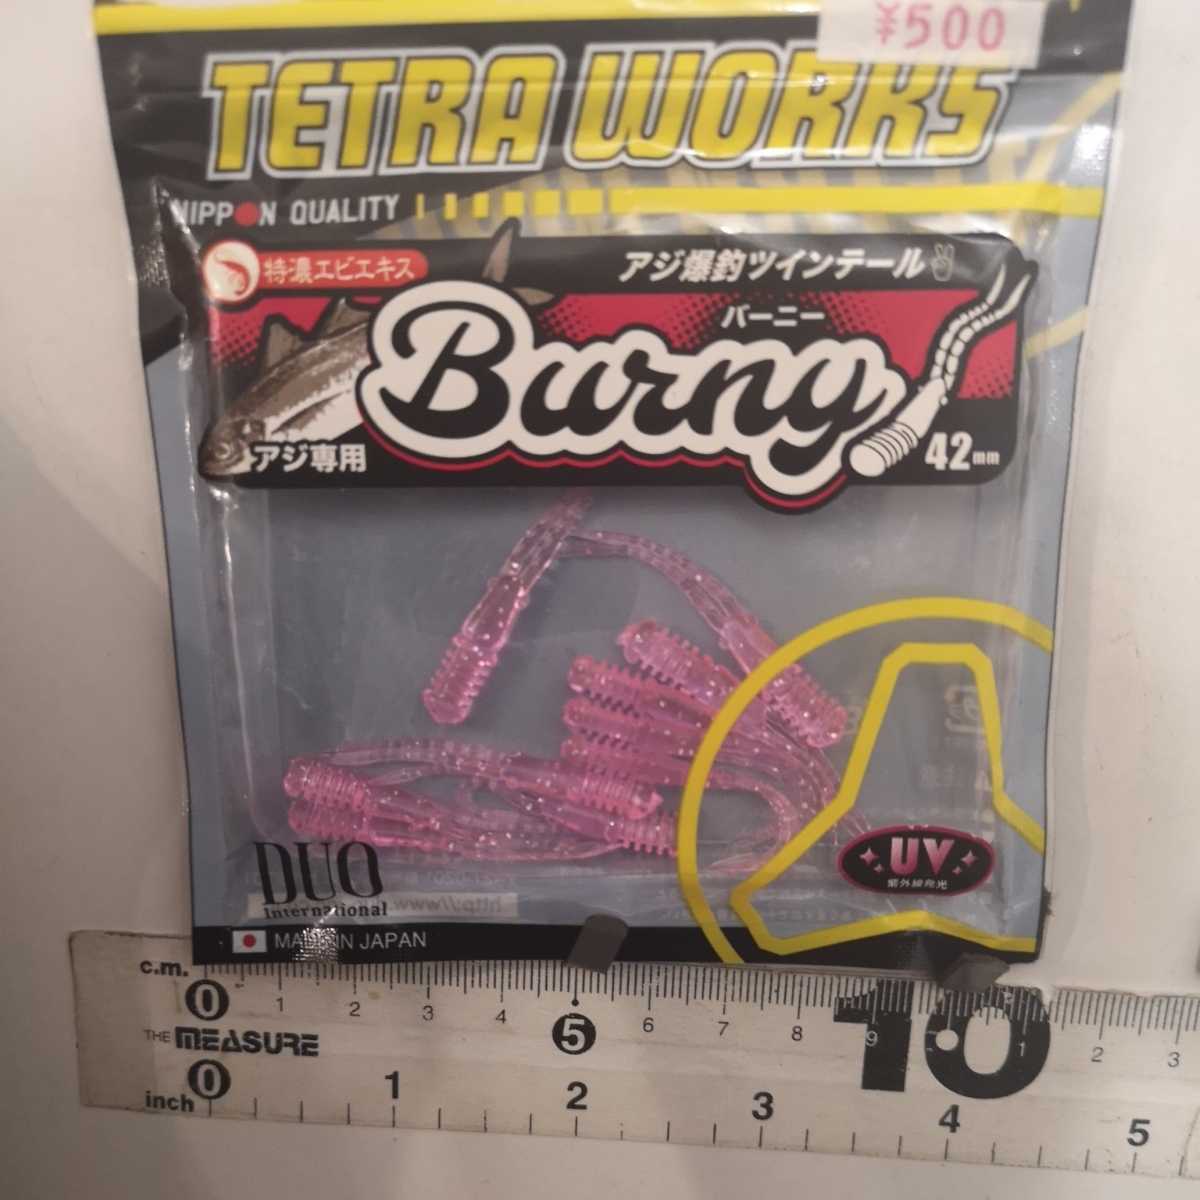 ¥500
TETRA WORKS
NIPPON QUALITY
特濃エビエキス
アジ爆釣ツインテール
バーニー
Burny
アジ専用
42mm
UV
紫外線発光
DUO
International
http://www.
MADE IN JAPAN
c.m.
0 1 2 3 4 5 6 7 8 9 10 1 2 3
THE MEASURE
0 1 2 3 4 5
inch